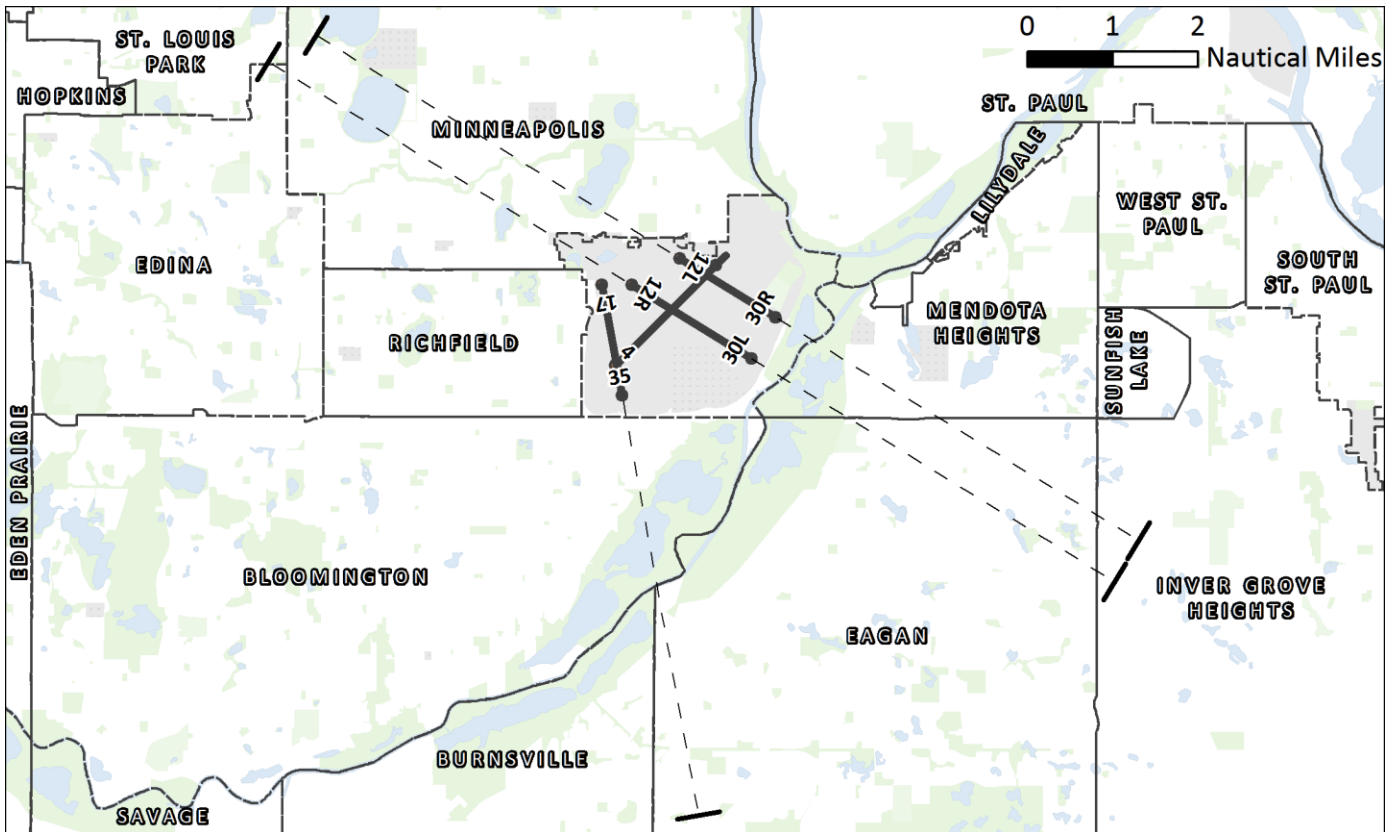 0 1 2
Nautical Miles
ST. LOUIS
PARK
HOPKINS
MINNEAPOLIS
ST. PAUL
LILYDALE
WEST ST.
PAUL
EDINA
SOUTH
ST. PAUL
12L
17
12R
30R
MENDOTA
HEIGHTS
RICHFIELD
4
30L
35
SUNFISH
LAKE
EDEN PRAIRIE
BLOOMINGTON
INVER GROVE
HEIGHTS
EAGAN
BURNSVILLE
SAVAGE